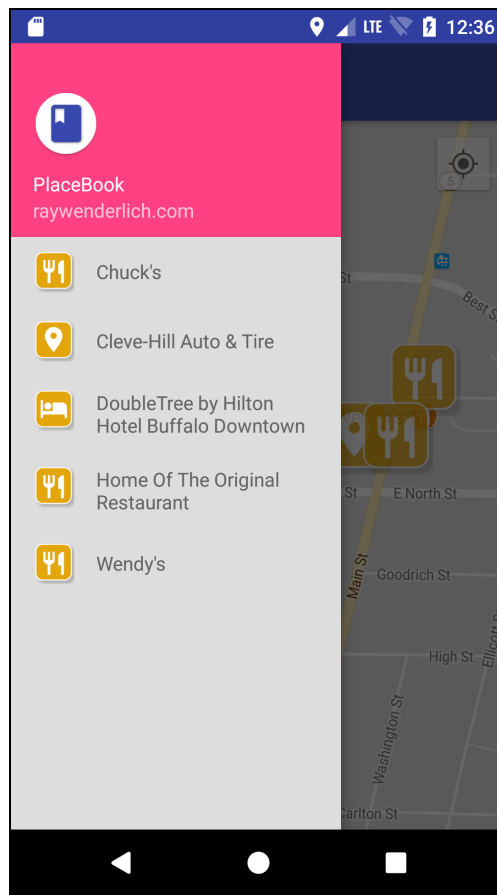 LTE 12:36
PlaceBook
raywenderlich.com
Chuck's
Cleve-Hill Auto & Tire
DoubleTree by Hilton
Hotel Buffalo Downtown
Home Of The Original
Restaurant
Wendy's
5
St
Best S
St
E North St
Main St
Goodrich St
High St
Ellicott S
Washington St
Carlton St